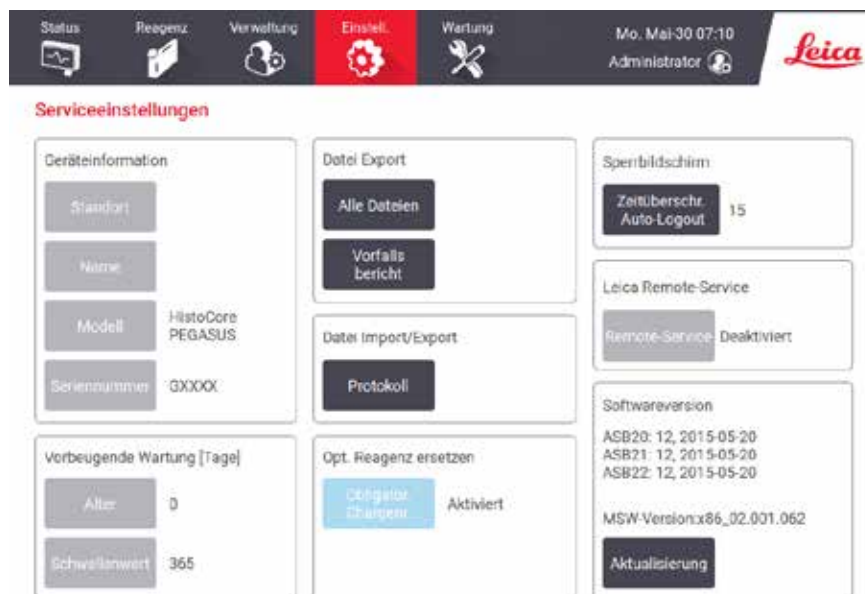 Status Reagenz Verwaltung Einstell. Wartung
Mo. Mai-30 07:10
Administrator
Leica
Serviceeinstellungen
Geräteinformation
Standort
Name
Modell HistoCore
PEGASUS
Seriennummer GXXXX
Vorbeugende Wartung [Tage]
Alter 0
Schwellenwert 365
Datei Export
Alle Dateien
Vorfalls
bericht
Datei Import/Export
Protokoll
Opt. Reagenz ersetzen
Obligator.
Chargennr. Aktiviert
Sperrbildschirm
Zeitüberschr.
Auto-Logout 15
Leica Remote-Service
Remote-Service Deaktiviert
Softwareversion
ASB20: 12, 2015-05-20
ASB21: 12, 2015-05-20
ASB22: 12, 2015-05-20
MSW-Version:x86_02.001.062
Aktualisierung